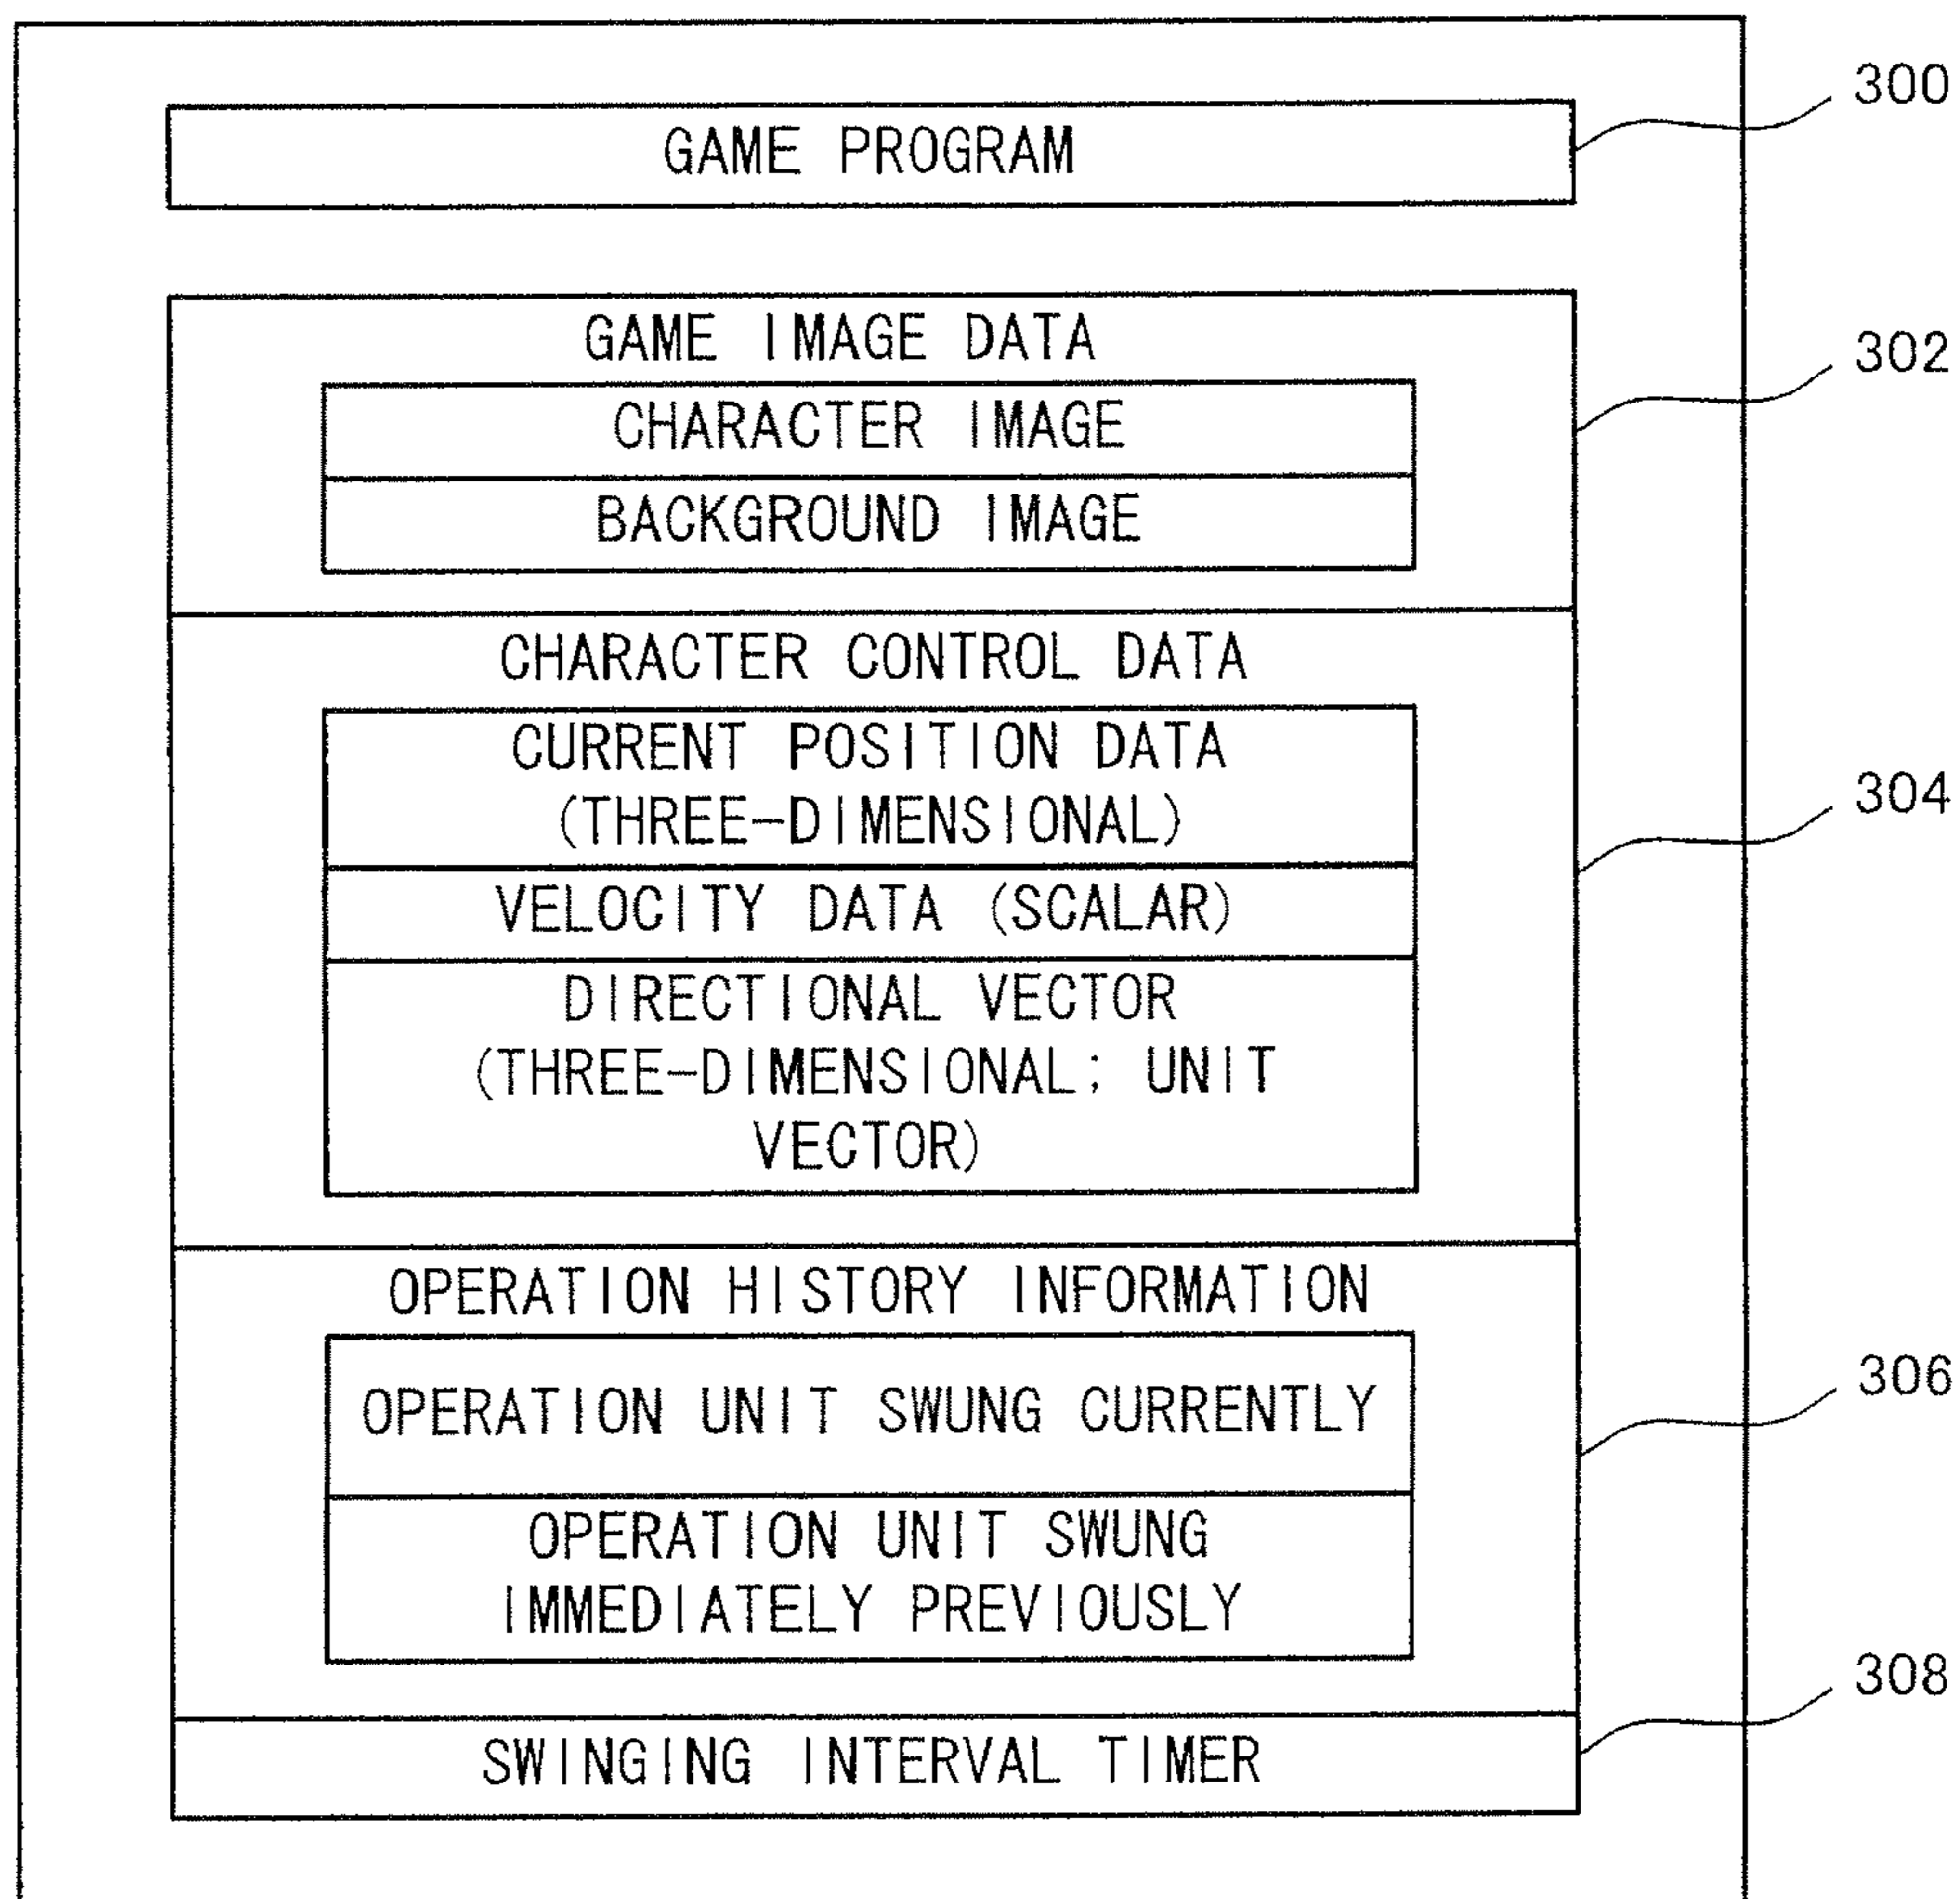 GAME PROGRAM
300
GAME IMAGE DATA
302
CHARACTER IMAGE
BACKGROUND IMAGE
CHARACTER CONTROL DATA
CURRENT POSITION DATA
(THREE-DIMENSIONAL)
304
VELOCITY DATA (SCALAR)
DIRECTIONAL VECTOR
(THREE-DIMENSIONAL; UNIT
VECTOR)
OPERATION HISTORY INFORMATION
OPERATION UNIT SWUNG CURRENTLY
306
OPERATION UNIT SWUNG
IMMEDIATELY PREVIOUSLY
308
SWINGING INTERVAL TIMER